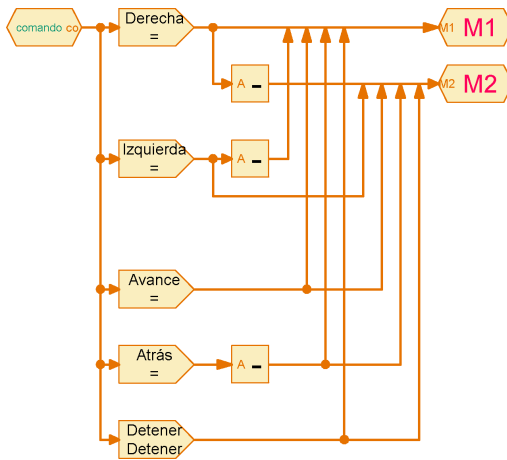 comando co
Derecha
=
M1 M1
A -
M2 M2
Izquierda
=
A -
Avance
=
Atrás
=
A -
Detener
Detener